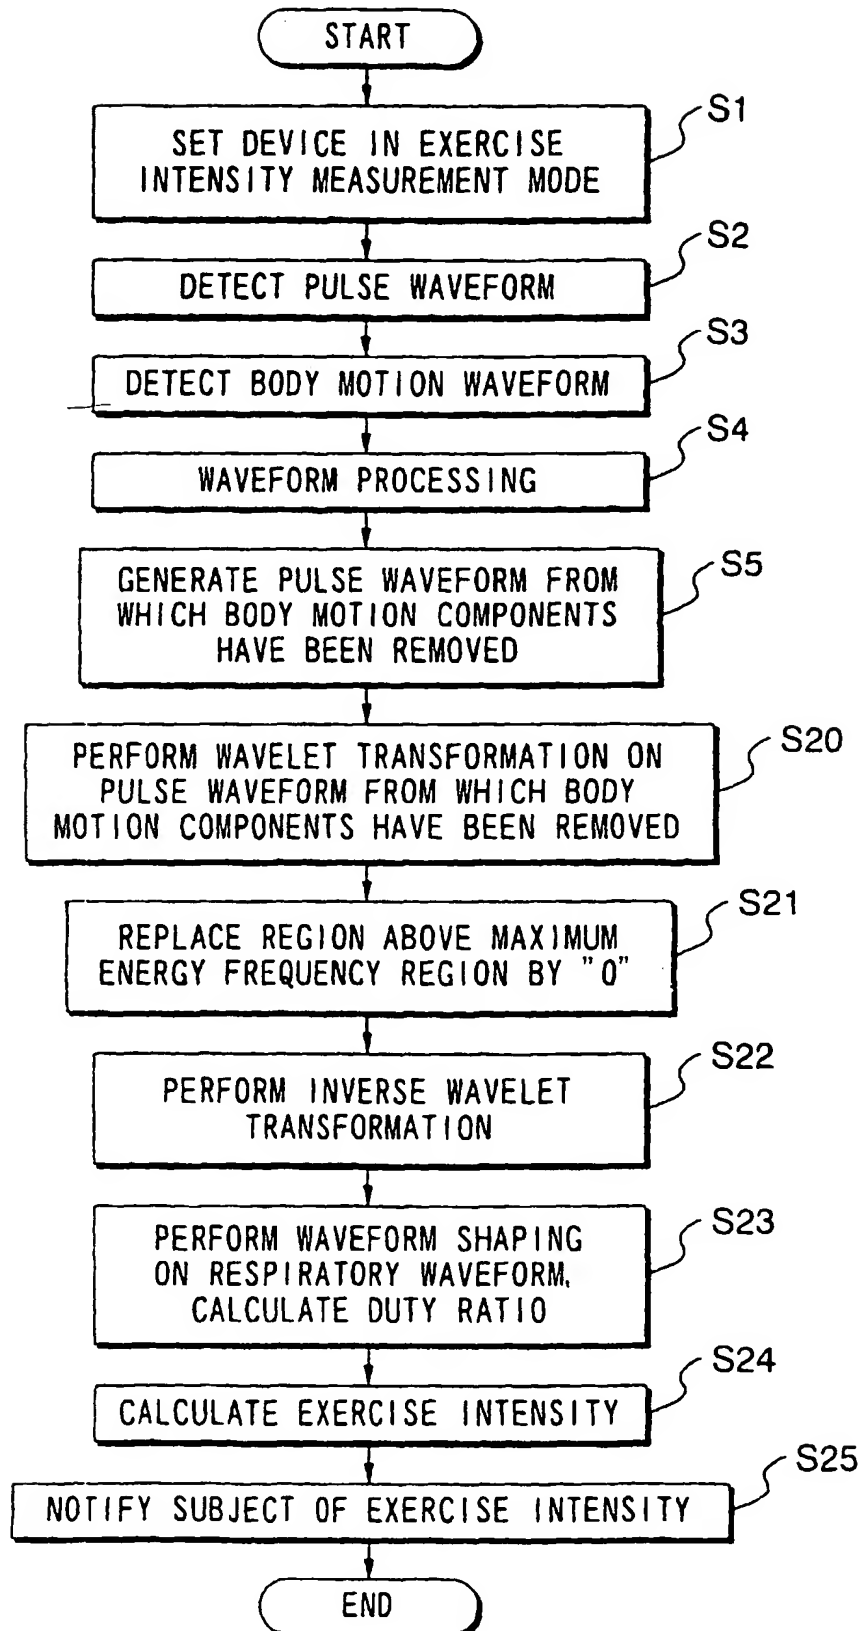 START
S1
SET DEVICE IN EXERCISE
INTENSITY MEASUREMENT MODE
S2
DETECT PULSE WAVEFORM
S3
DETECT BODY MOTION WAVEFORM
S4
WAVEFORM PROCESSING
S5
GENERATE PULSE WAVEFORM FROM
WHICH BODY MOTION COMPONENTS
HAVE BEEN REMOVED
S20
PERFORM WAVELET TRANSFORMATION ON
PULSE WAVEFORM FROM WHICH BODY
MOTION COMPONENTS HAVE BEEN REMOVED
S21
REPLACE REGION ABOVE MAXIMUM
ENERGY FREQUENCY REGION BY "0"
S22
PERFORM INVERSE WAVELET
TRANSFORMATION
S23
PERFORM WAVEFORM SHAPING
ON RESPIRATORY WAVEFORM,
CALCULATE DUTY RATIO
S24
CALCULATE EXERCISE INTENSITY
S25
NOTIFY SUBJECT OF EXERCISE INTENSITY
END